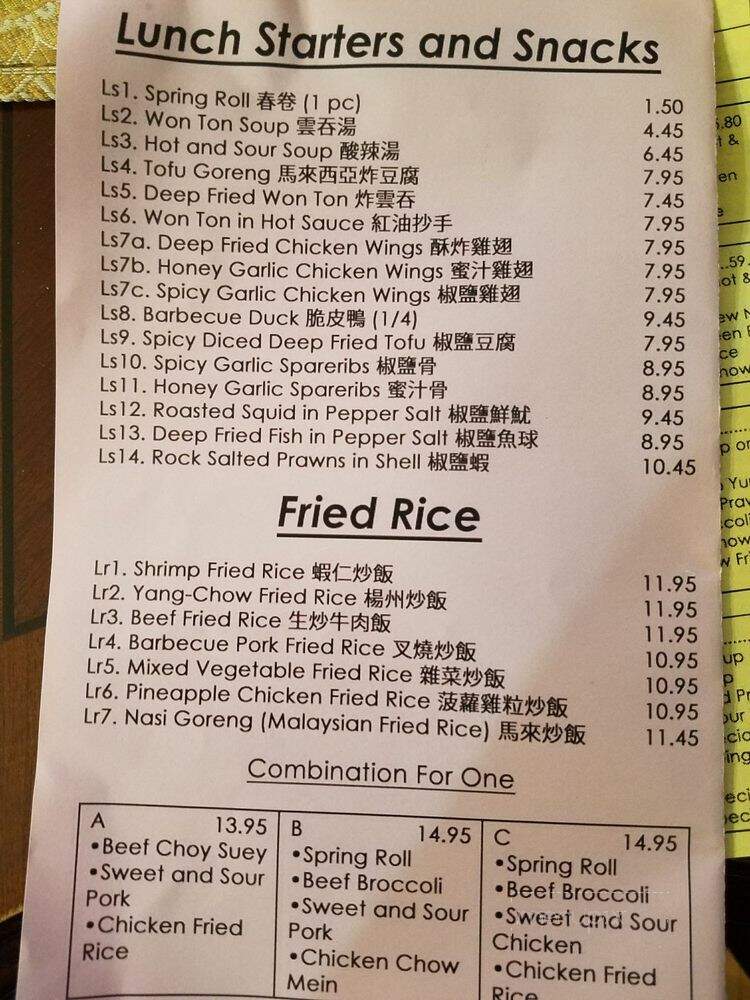 Lunch Starters and Snacks
Ls1. Spring Roll 春卷 (1 pc) 1.50
Ls2. Won Ton Soup 雲吞湯 4.45
Ls3. Hot and Sour Soup 酸辣湯 6.45
Ls4. Tofu Goreng 馬來西亞炸豆腐 7.95
Ls5. Deep Fried Won Ton 炸雲吞 7.45
Ls6. Won Ton in Hot Sauce 紅油抄手 7.95
Ls7a. Deep Fried Chicken Wings 酥炸雞翅 7.95
Ls7b. Honey Garlic Chicken Wings 蜜汁雞翅 7.95
Ls7c. Spicy Garlic Chicken Wings 椒鹽雞翅 7.95
Ls8. Barbecue Duck 脆皮鴨 (1/4) 9.45
Ls9. Spicy Diced Deep Fried Tofu 椒鹽豆腐 7.95
Ls10. Spicy Garlic Spareribs 椒鹽骨 8.95
Ls11. Honey Garlic Spareribs 蜜汁骨 8.95
Ls12. Roasted Squid in Pepper Salt 椒鹽鮮魷 9.45
Ls13. Deep Fried Fish in Pepper Salt 椒鹽魚球 8.95
Ls14. Rock Salted Prawns in Shell 椒鹽蝦 10.45
Fried Rice
Lr1. Shrimp Fried Rice 蝦仁炒飯 11.95
Lr2. Yang-Chow Fried Rice 楊州炒飯 11.95
Lr3. Beef Fried Rice 生炒牛肉飯 11.95
Lr4. Barbecue Pork Fried Rice 叉燒炒飯 10.95
Lr5. Mixed Vegetable Fried Rice 雜菜炒飯 10.95
Lr6. Pineapple Chicken Fried Rice 菠蘿雞粒炒飯 10.95
Lr7. Nasi Goreng (Malaysian Fried Rice) 馬來炒飯 11.45
Combination For One
A 13.95
•Beef Choy Suey
•Sweet and Sour
Pork
•Chicken Fried
Rice
B 14.95
•Spring Roll
•Beef Broccoli
•Sweet and Sour
Pork
•Chicken Chow
Mein
C 14.95
•Spring Roll
•Beef Broccoli
•Sweet and Sour
Chicken
•Chicken Fried
Rice